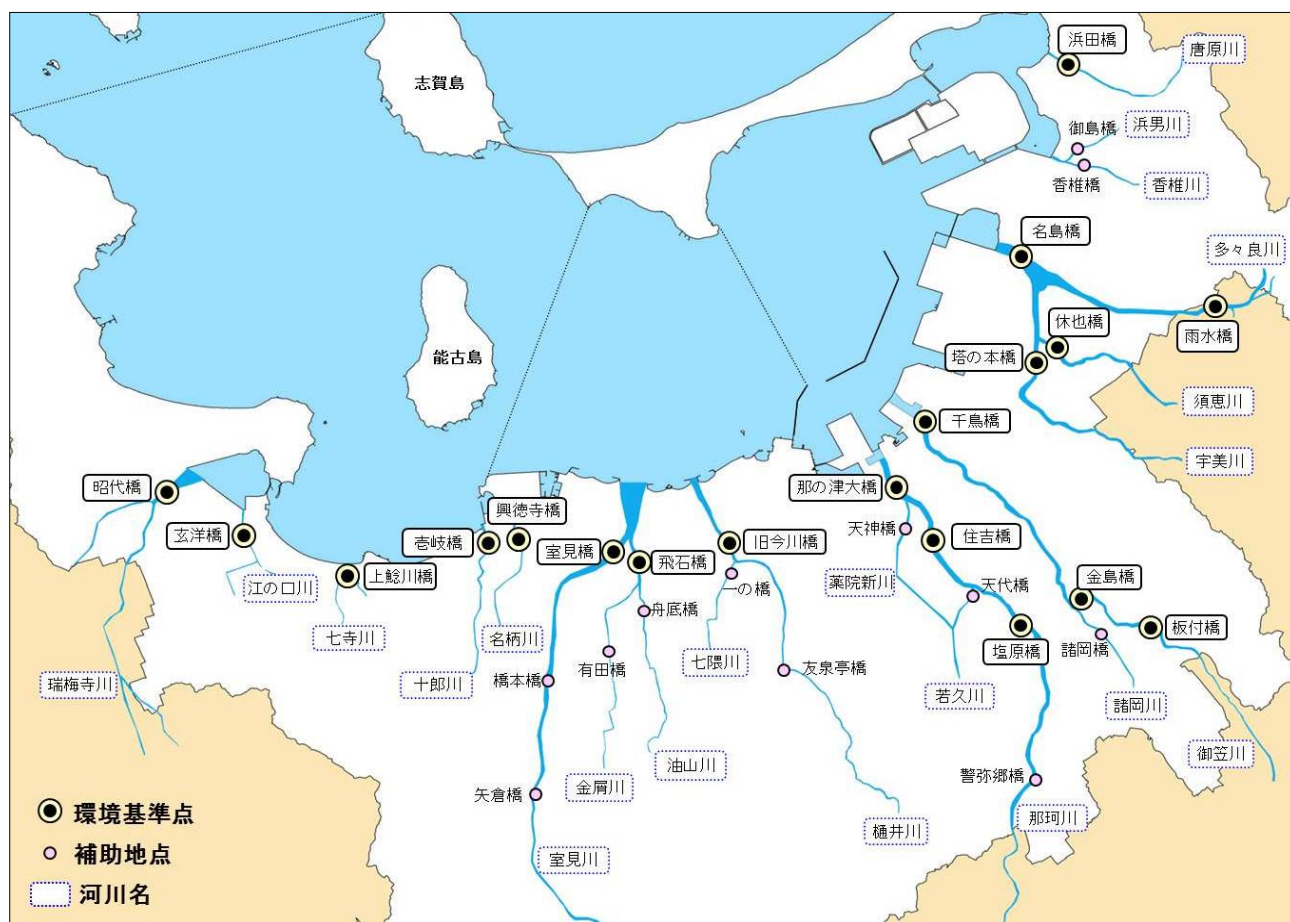 浜田橋
唐原川
志賀島
御島橋
浜男川
香椎橋
香椎川
名島橋
多々良川
休也橋
雨水橋
塔の本橋
能古島
須恵川
千鳥橋
宇美川
昭代橋
那の津大橋
興徳寺橋
玄洋橋
壱岐橋
室見橋
旧今川橋
天神橋
住吉橋
飛石橋
上鯰川橋
江の口川
一の橋
薬院新川
天代橋
金島橋
舟底橋
七寺川
名柄川
板付橋
塩原橋
諸岡橋
有田橋
七隈川
友泉亭橋
瑞梅寺川
十郎川
橋本橋
若久川
諸岡川
御笠川
油山川
警弥郷橋
矢倉橋
金屑川
環境基準点
那珂川
樋井川
補助地点
室見川
河川名